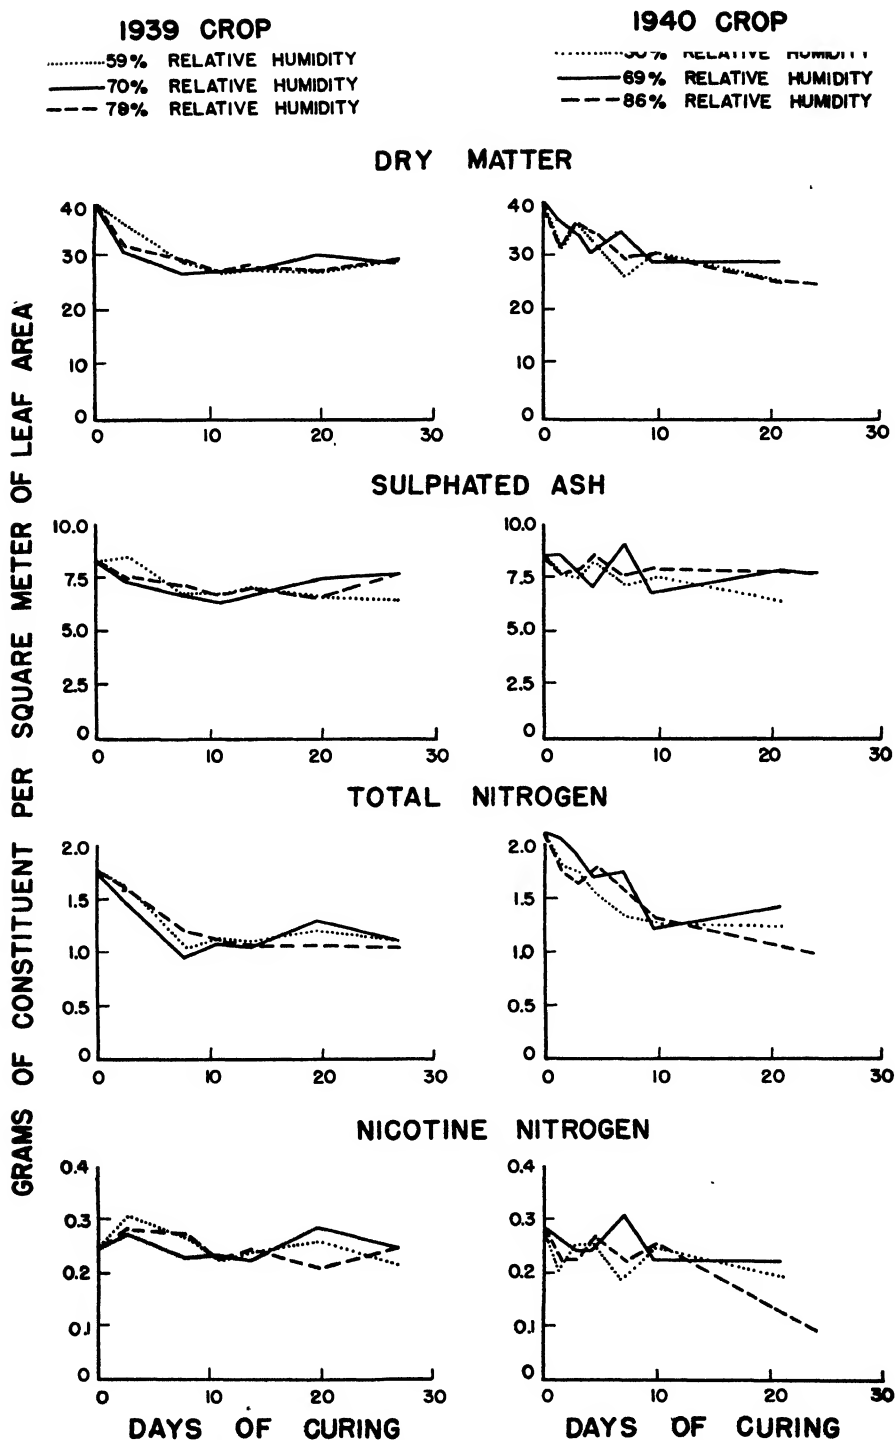 1939 CROP
59% RELATIVE HUMIDITY
70% RELATIVE HUMIDITY
78% RELATIVE HUMIDITY
1940 CROP
RELATIVE HUMIDITY
69% RELATIVE HUMIDITY
86% RELATIVE HUMIDITY
GRAMS OF CONSTITUENT PER SQUARE METER OF LEAF AREA
DRY MATTER
40
30
20
10
0
0 10 20 30
40
30
20
10
0
0 10 20 30
SULPHATED ASH
10.0
7.5
5.0
2.5
0
0 10 20 30
10.0
7.5
5.0
2.5
0
0 10 20 30
TOTAL NITROGEN
2.0
1.5
1.0
0.5
0
0 10 20 30
2.0
1.5
1.0
0.5
0
0 10 20 30
NICOTINE NITROGEN
0.4
0.3
0.2
0.1
0
0 10 20 30
DAYS OF CURING
0.4
0.3
0.2
0.1
0
0 10 20 30
DAYS OF CURING